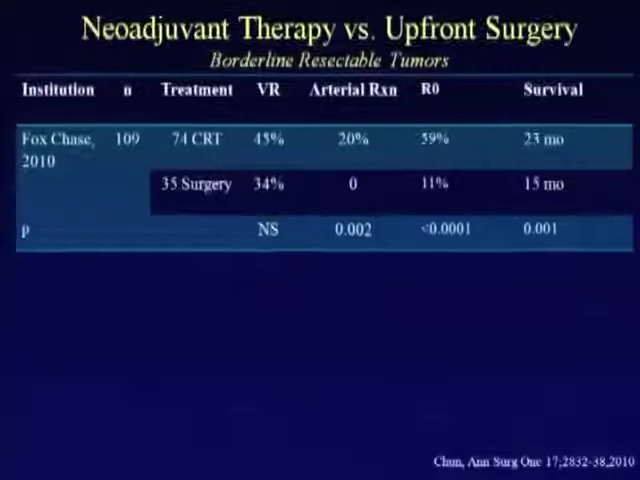 Neoadjuvant Therapy vs. Upfront Surgery
Borderline Resectable Tumors
Institution n Treatment VR Arterial Rxn R0 Survival
Fox Chase, 2010 109 74 CRT 45% 20% 59% 23 mo
35 Surgery 34% 0 11% 15 mo
p NS 0.002 <0.0001 0.001
Chun, Ann Surg Onc 17;2832-38,2010